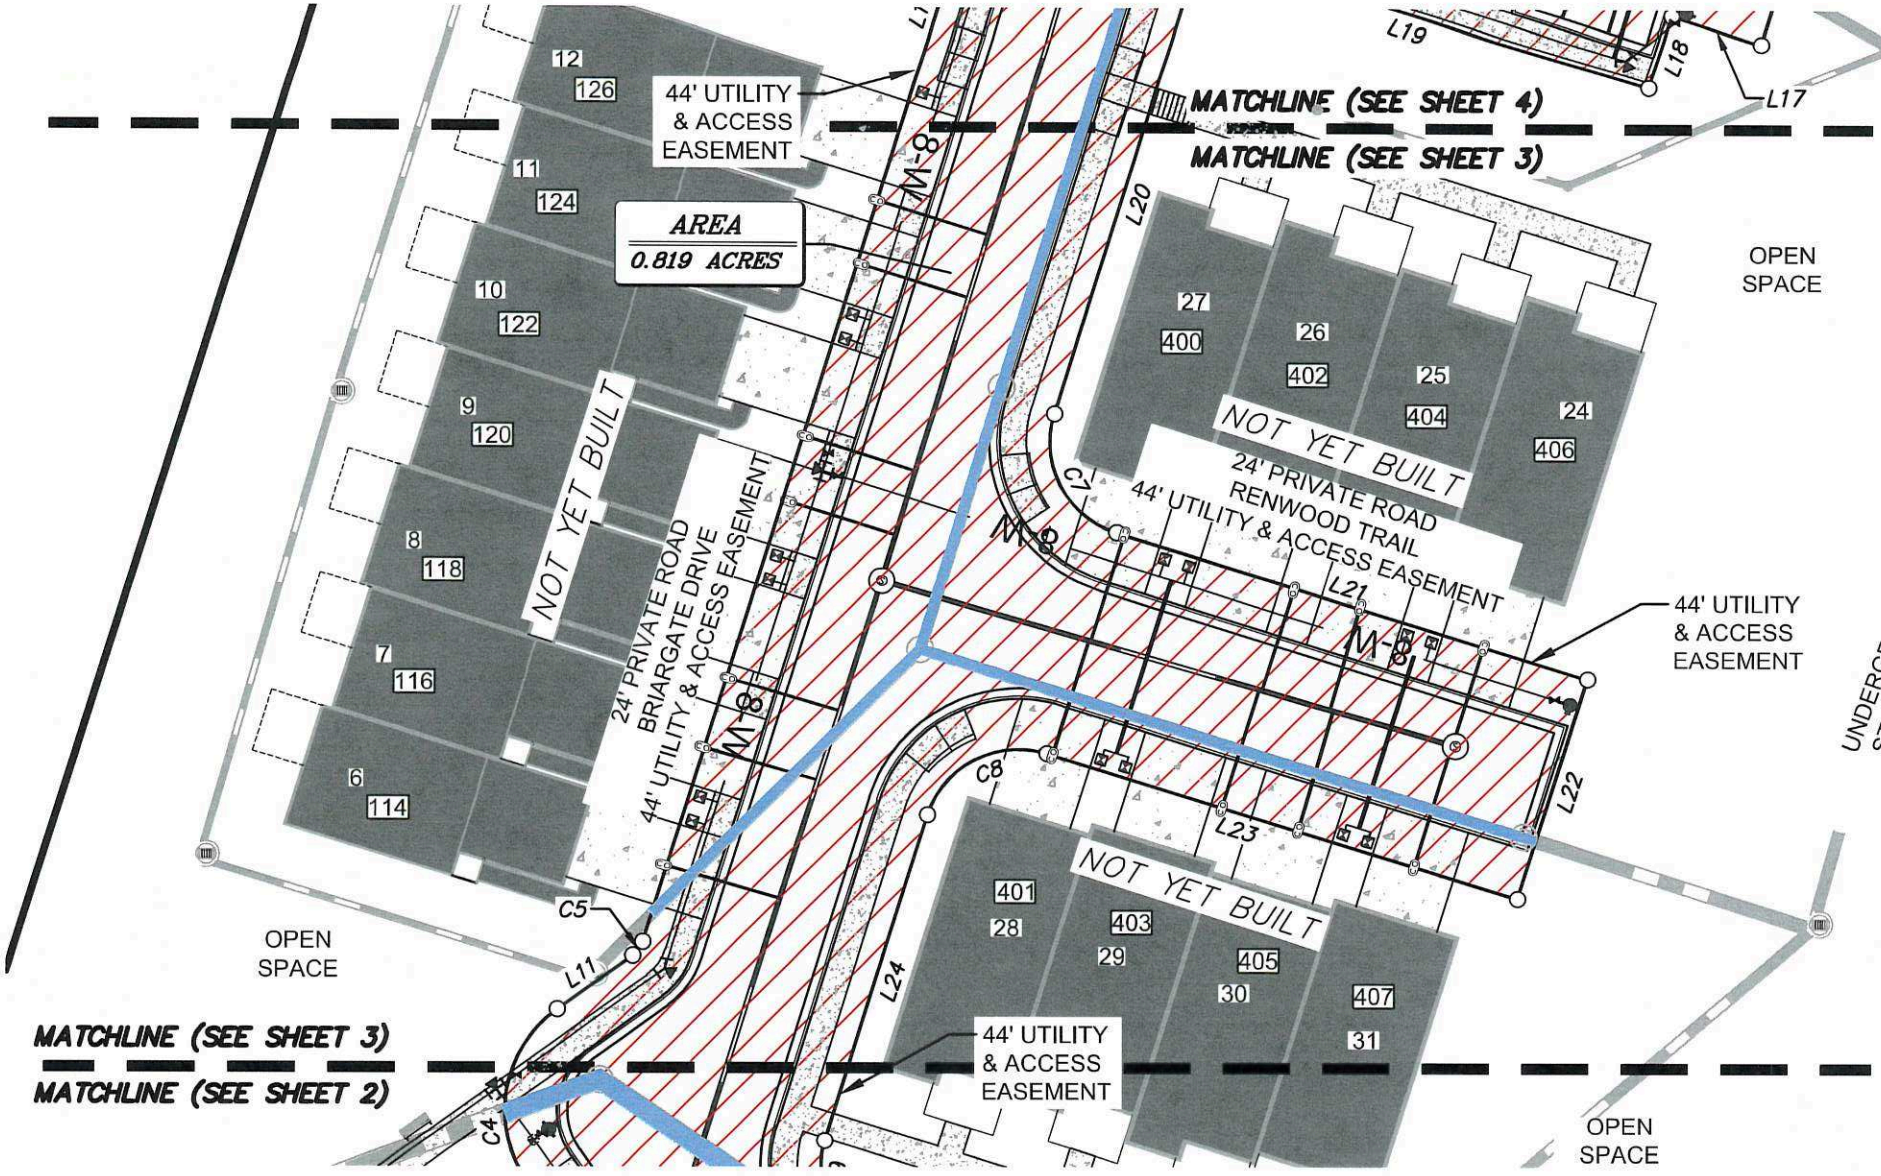 L19
L18
L17
12
126
44' UTILITY
& ACCESS
EASEMENT
MATCHLINE (SEE SHEET 4)
MATCHLINE (SEE SHEET 3)
11
124
W-8
L20
AREA
0.819 ACRES
OPEN
SPACE
10
122
27
400
26
402
25
404
24
406
9
120
NOT YET BUILT
NOT YET BUILT
24' PRIVATE ROAD
RENWOOD TRAIL
44' UTILITY & ACCESS EASEMENT
C7
W-8
8
118
24' PRIVATE ROAD
BRIARGATE DRIVE
44' UTILITY & ACCESS EASEMENT
S
L21
W-8
44' UTILITY
& ACCESS
EASEMENT
7
116
W-8
S
6
114
C8
L22
L23
NOT YET BUILT
401
28
403
29
405
30
407
31
C5
OPEN
SPACE
L11
L24
MATCHLINE (SEE SHEET 3)
MATCHLINE (SEE SHEET 2)
44' UTILITY
& ACCESS
EASEMENT
C4
OPEN
SPACE